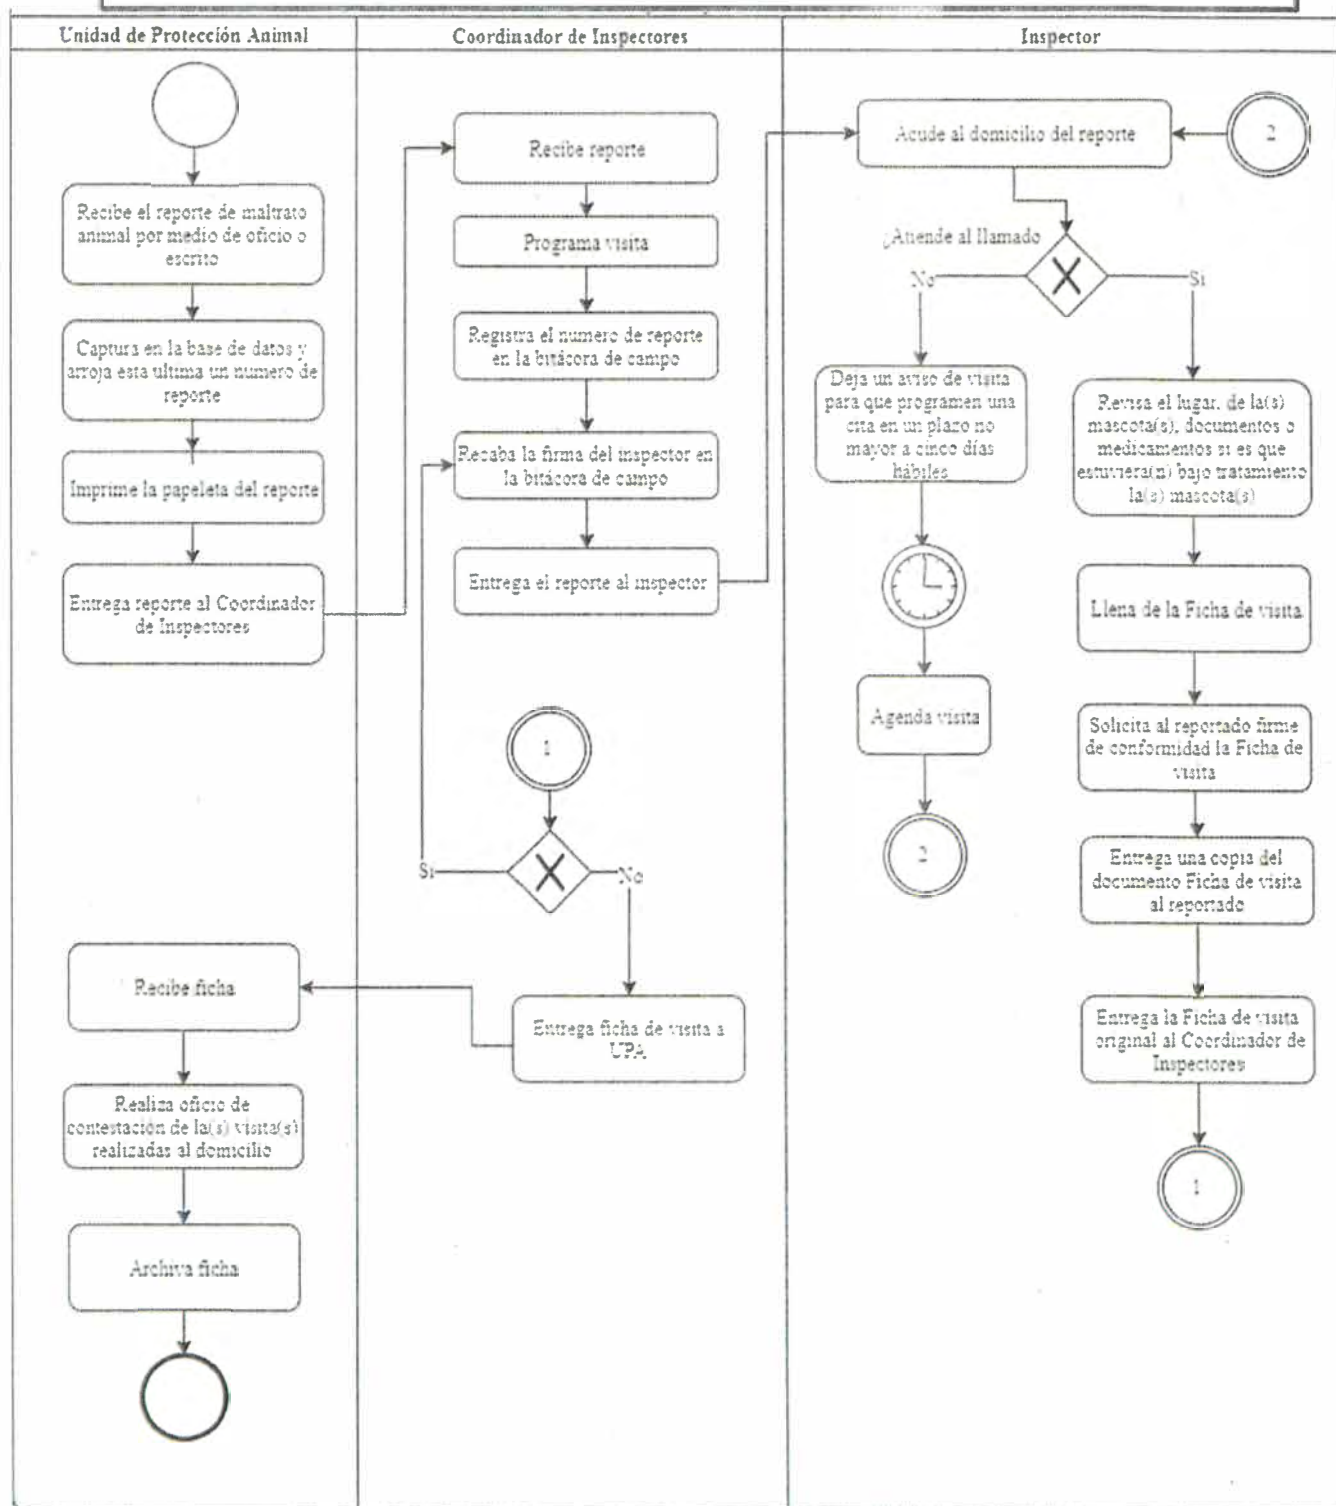 Unidad de Protección Animal
Coordinador de Inspectores
Inspector
Recibe el reporte de maltrato
animal por medio de oficio o
escrito
Captura en la base de datos y
arroja esta ultima un numero de
reporte
Imprime la papeleta del reporte
Entrega reporte al Coordinador
de Inspectores
Recibe ficha
Realiza oficio de
contestación de la(s) visita(s)
realizadas al domicilio
Archiva ficha
Recibe reporte
Programa visita
Registra el numero de reporte
en la bitácora de campo
Recaba la firma del inspector en
la bitácora de campo
Entrega el reporte al inspector
1
Si
No
Entrega ficha de visita a
UPA
Acude al domicilio del reporte
2
¿Atiende al llamado
No
Si
Deja un aviso de visita
para que programen una
cita en un plazo no
mayor a cinco días
hábiles
Agenda visita
2
Revisa el lugar, de la(s)
mascota(s), documentos o
medicamentos si es que
estuviera(n) bajo tratamiento
la(s) mascota(s)
Llena de la Ficha de visita
Solicita al reportado firme
de conformidad la Ficha de
visita
Entrega una copia del
documento Ficha de visita
al reportado
Entrega la Ficha de visita
original al Coordinador de
Inspectores
1